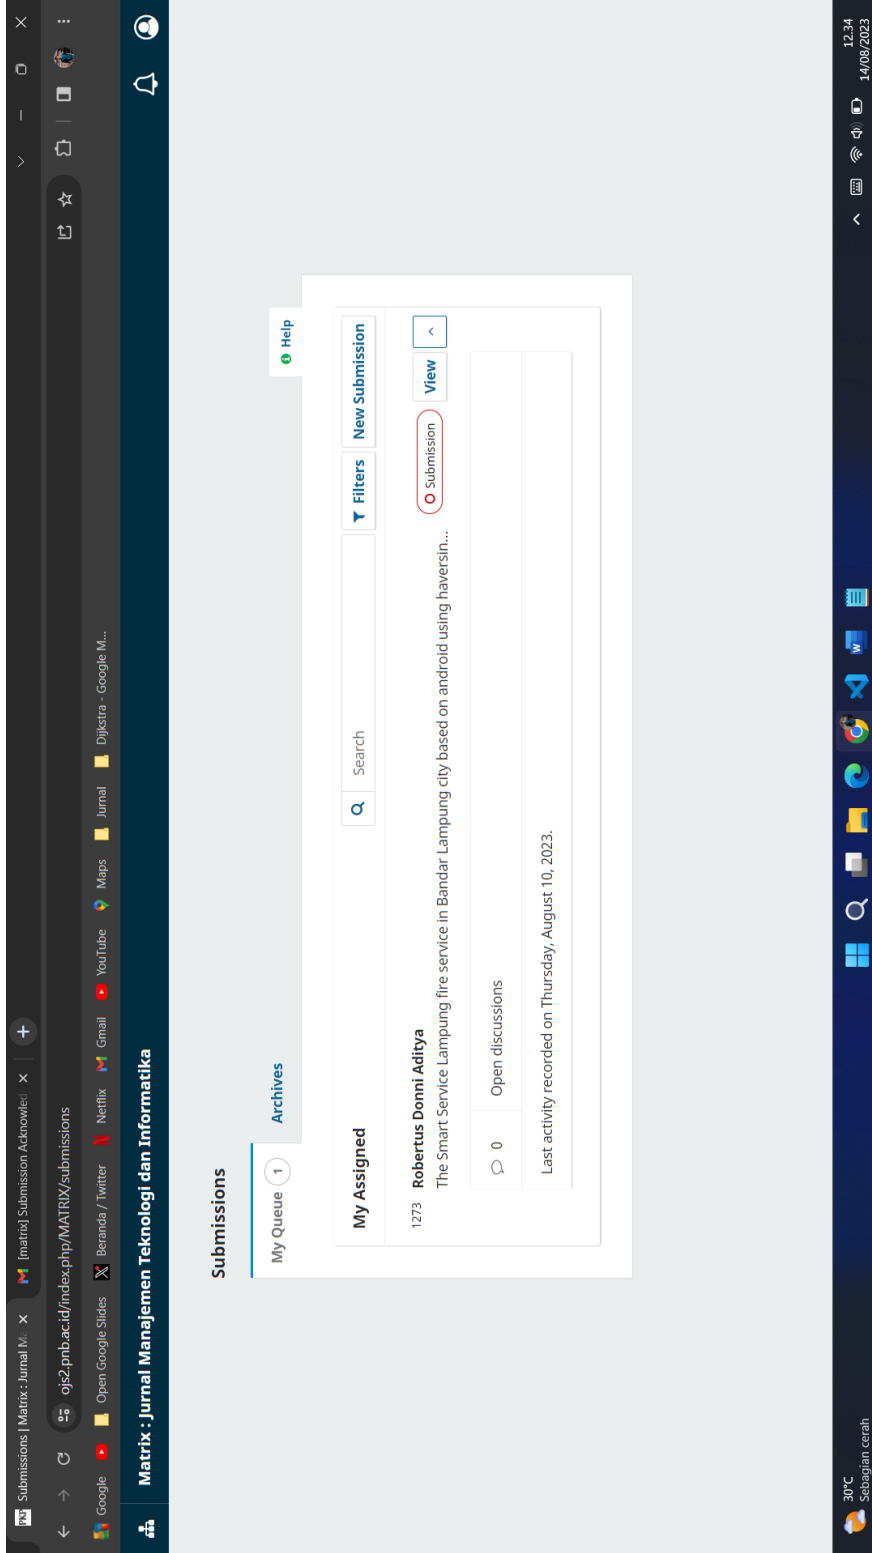 Submissions | Matrix : Jurnal Ma
[matrix] Submission Acknowled
ojs2.pnb.ac.id/index.php/MATRIX/submissions
Google
Open Google Slides
Beranda / Twitter
Netflix
Gmail
YouTube
Maps
Jurnal
Dijkstra - Google M...
Matrix : Jurnal Manajemen Teknologi dan Informatika
Submissions
My Queue 1
Archives
Help
My Assigned
Search
Filters
New Submission
1273 Robertus Donni Aditya
The Smart Service Lampung fire service in Bandar Lampung city based on android using haversin...
Submission
View
0 Open discussions
Last activity recorded on Thursday, August 10, 2023.
30°C
Sebagian cerah
12.34
14/08/2023